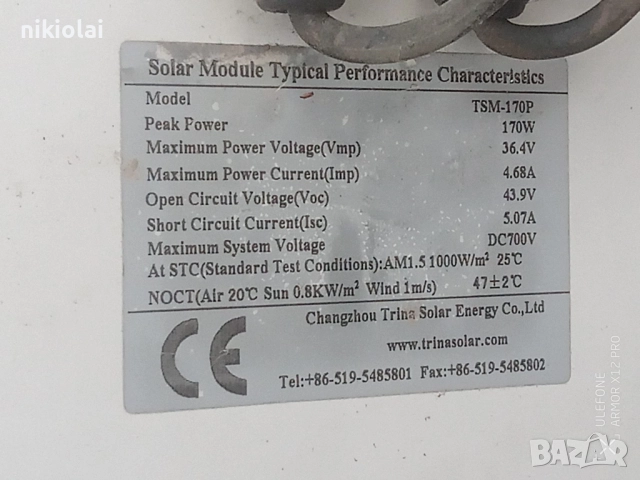 nikiolai
Solar Module Typical Performance Characteristics
Model TSM-170P
Peak Power 170W
Maximum Power Voltage(Vmp) 36.4V
Maximum Power Current(Imp) 4.68A
Open Circuit Voltage(Voc) 43.9V
Short Circuit Current(Isc) 5.07A
Maximum System Voltage DC700V
At STC(Standard Test Conditions):AM1.5 1000W/m² 25℃
NOCT(Air 20℃ Sun 0.8KW/m² Wind 1m/s) 47±2℃
CE
Changzhou Trina Solar Energy Co.,Ltd
www.trinasolar.com
Tel:+86-519-5485801 Fax:+86-519-5485802
ULEFONE
ARMOR X12 PRO
BAZAR